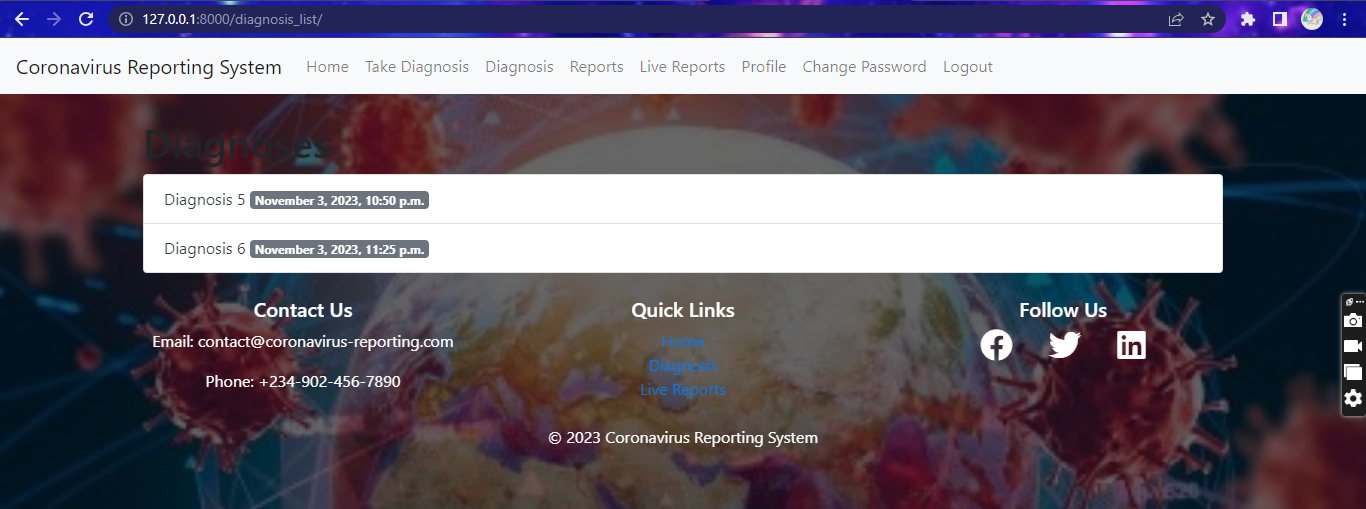 127.0.0.1:8000/diagnosis_list/
Coronavirus Reporting System Home Take Diagnosis Diagnosis Reports Live Reports Profile Change Password Logout
Diagnoses
Diagnosis 5 November 3, 2023, 10:50 p.m.
Diagnosis 6 November 3, 2023, 11:25 p.m.
Contact Us
Email: contact@coronavirus-reporting.com
Phone: +234-902-456-7890
Quick Links
Home
Diagnosis
Live Reports
Follow Us
© 2023 Coronavirus Reporting System